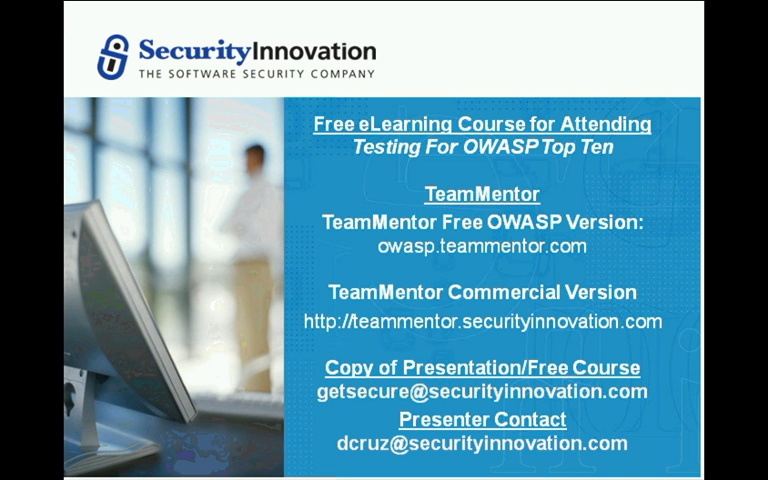 SecurityInnovation
THE SOFTWARE SECURITY COMPANY
Free eLearning Course for Attending
Testing For OWASP Top Ten
TeamMentor
TeamMentor Free OWASP Version:
owasp.teammentor.com
TeamMentor Commercial Version
http://teammentor.securityinnovation.com
Copy of Presentation/Free Course
getsecure@securityinnovation.com
Presenter Contact
dcruz@securityinnovation.com